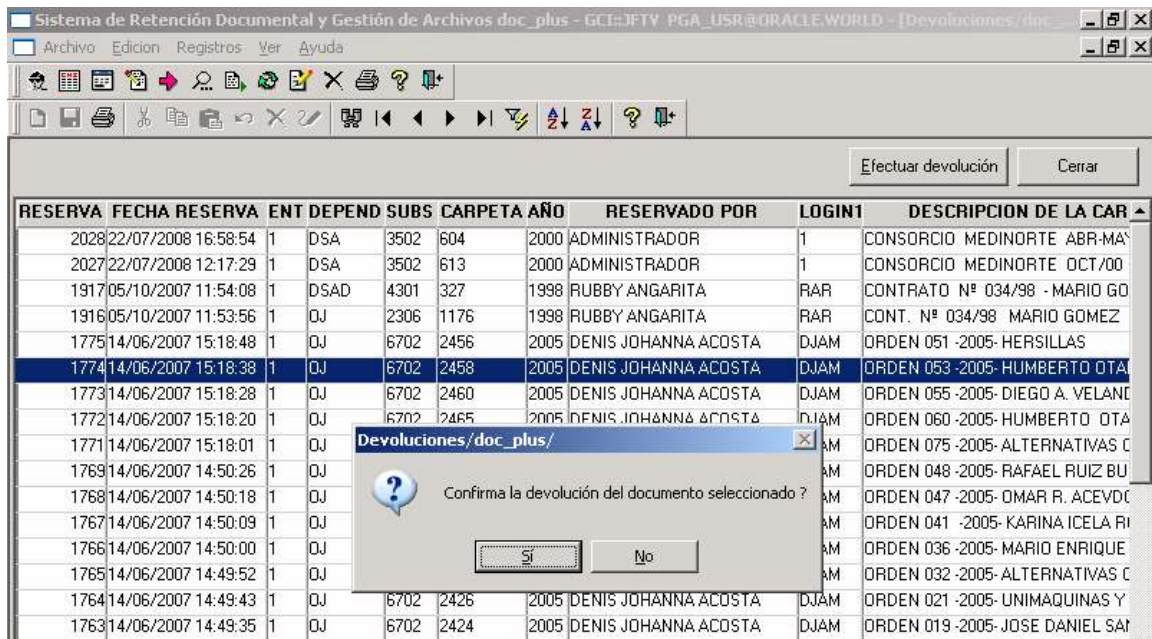 Sistema de Retención Documental y Gestión de Archivos doc_plus - GCI::JFTV PGA_USR@ORACLE.WORLD - [Devoluciones/doc_
Archivo Edicion Registros Ver Ayuda
Efectuar devolución Cerrar
RESERVA FECHA RESERVA ENT DEPEND SUBS CARPETA AÑO RESERVADO POR LOGIN1 DESCRIPCION DE LA CAR
2028 22/07/2008 16:58:54 1 DSA 3502 604 2000 ADMINISTRADOR 1 CONSORCIO MEDINORTE ABR-MAY
2027 22/07/2008 12:17:29 1 DSA 3502 613 2000 ADMINISTRADOR 1 CONSORCIO MEDINORTE OCT/00
1917 05/10/2007 11:54:08 1 DSAD 4301 327 1998 RUBBY ANGARITA RAR CONTRATO Nº 034/98 - MARIO GO
1916 05/10/2007 11:53:56 1 OJ 2306 1176 1998 RUBBY ANGARITA RAR CONT. Nº 034/98 MARIO GOMEZ
1775 14/06/2007 15:18:48 1 OJ 6702 2456 2005 DENIS JOHANNA ACOSTA DJAM ORDEN 051 -2005- HERSILLAS
1774 14/06/2007 15:18:38 1 OJ 6702 2458 2005 DENIS JOHANNA ACOSTA DJAM ORDEN 053 -2005- HUMBERTO OTA
1773 14/06/2007 15:18:28 1 OJ 6702 2460 2005 DENIS JOHANNA ACOSTA DJAM ORDEN 055 -2005- DIEGO A. VELAND
1772 14/06/2007 15:18:20 1 OJ 6702 2465 2005 DENIS JOHANNA ACOSTA DJAM ORDEN 060 -2005- HUMBERTO OTA
1771 14/06/2007 15:18:01 1 OJ AM ORDEN 075 -2005- ALTERNATIVAS
1769 14/06/2007 14:50:26 1 OJ AM ORDEN 048 -2005- RAFAEL RUIZ BU
1768 14/06/2007 14:50:18 1 OJ AM ORDEN 047 -2005- OMAR R. ACEVDO
1767 14/06/2007 14:50:09 1 OJ AM ORDEN 041 -2005- KARINA ICELA
1766 14/06/2007 14:50:00 1 OJ AM ORDEN 036 -2005- MARIO ENRIQUE
1765 14/06/2007 14:49:52 1 OJ AM ORDEN 032 -2005- ALTERNATIVAS
1764 14/06/2007 14:49:43 1 OJ 6702 2426 2005 DENIS JOHANNA ACOSTA DJAM ORDEN 021 -2005- UNIMAQUINAS Y
1763 14/06/2007 14:49:35 1 OJ 6702 2424 2005 DENIS JOHANNA ACOSTA DJAM ORDEN 019 -2005- JOSE DANIEL SAN
Devoluciones/doc_plus/
Confirma la devolución del documento seleccionado ?
Sí No